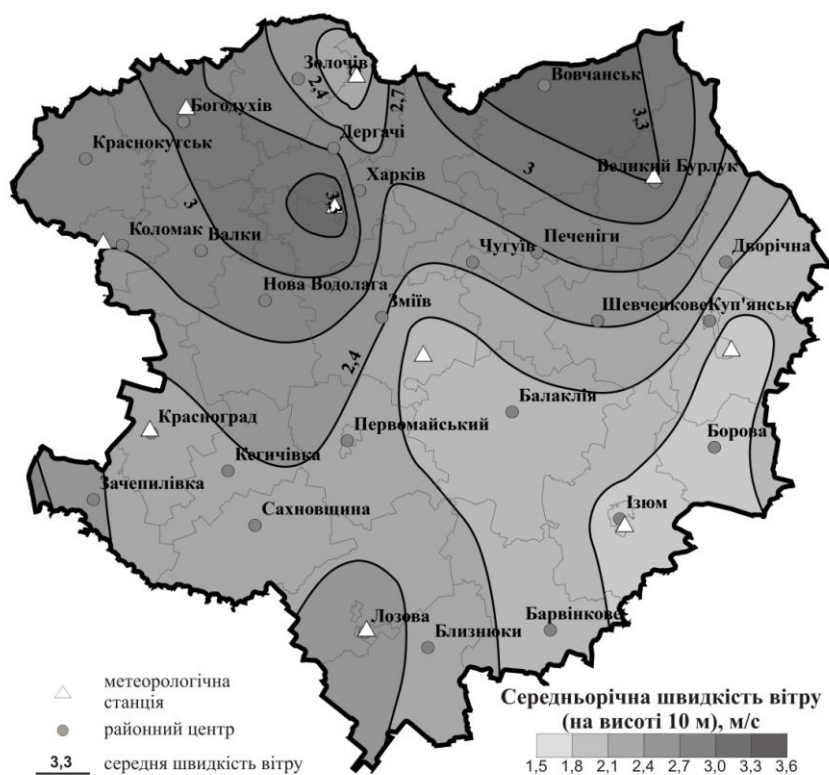 Золочів
Вовчанськ
2,4
2,7
Богодухів
3,3
Дергачі
Краснокутськ
3
Великий Бурлук
Харків
3
3,3
Коломак
Валки
Печеніги
Чугуїв
Дворічна
Нова Водолага
Зміїв
Шевченкове
Куп'янськ
2,4
Балаклія
Красноград
Первомайський
Борова
Кегичівка
Зачепилівка
Ізюм
Сахновщина
Лозова
Барвінкове
Близнюки
метеорологічна
станція
районний центр
3,3 середня швидкість вітру
Середньорічна швидкість вітру
(на висоті 10 м), м/с
1,5 1,8 2,1 2,4 2,7 3,0 3,3 3,6